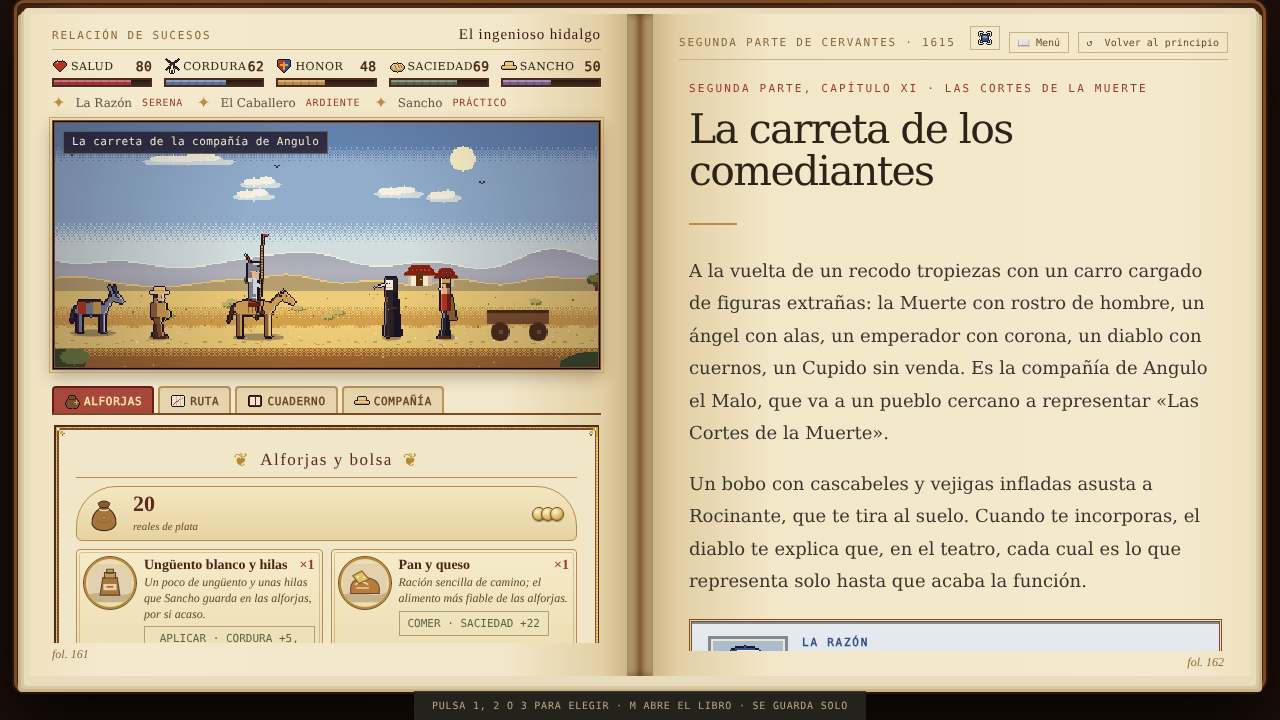 RELACIÓN DE SUCESOS
El ingenioso hidalgo
SALUD 80
CORDURA 62
HONOR 48
SACIEDAD 69
SANCHO 50
La Razón SERENA
El Caballero ARDIENTE
Sancho PRÁCTICO
La carreta de la compañía de Angulo
ALFORJAS
RUTA
CUADERNO
COMPAÑÍA
Alforjas y bolsa
20
reales de plata
Ungüento blanco y hilas ×1
Un poco de ungüento y unas hilas
que Sancho guarda en las alforjas,
por si acaso.
APLICAR · CORDURA +5,
Pan y queso ×1
Ración sencilla de camino; el
alimento más fiable de las alforjas.
COMER · SACIEDAD +22
fol. 161
SEGUNDA PARTE DE CERVANTES · 1615
Menú
↺ Volver al principio
SEGUNDA PARTE, CAPÍTULO XI · LAS CORTES DE LA MUERTE
La carreta de los
comediantes
A la vuelta de un recodo tropiezas con un carro cargado
de figuras extrañas: la Muerte con rostro de hombre, un
ángel con alas, un emperador con corona, un diablo con
cuernos, un Cupido sin venda. Es la compañía de Angulo
el Malo, que va a un pueblo cercano a representar «Las
Cortes de la Muerte».
Un bobo con cascabeles y vejigas infladas asusta a
Rocinante, que te tira al suelo. Cuando te incorporas, el
diablo te explica que, en el teatro, cada cual es lo que
representa solo hasta que acaba la función.
LA RAZÓN
fol. 162
PULSA 1, 2 O 3 PARA ELEGIR · M ABRE EL LIBRO · SE GUARDA SOLO